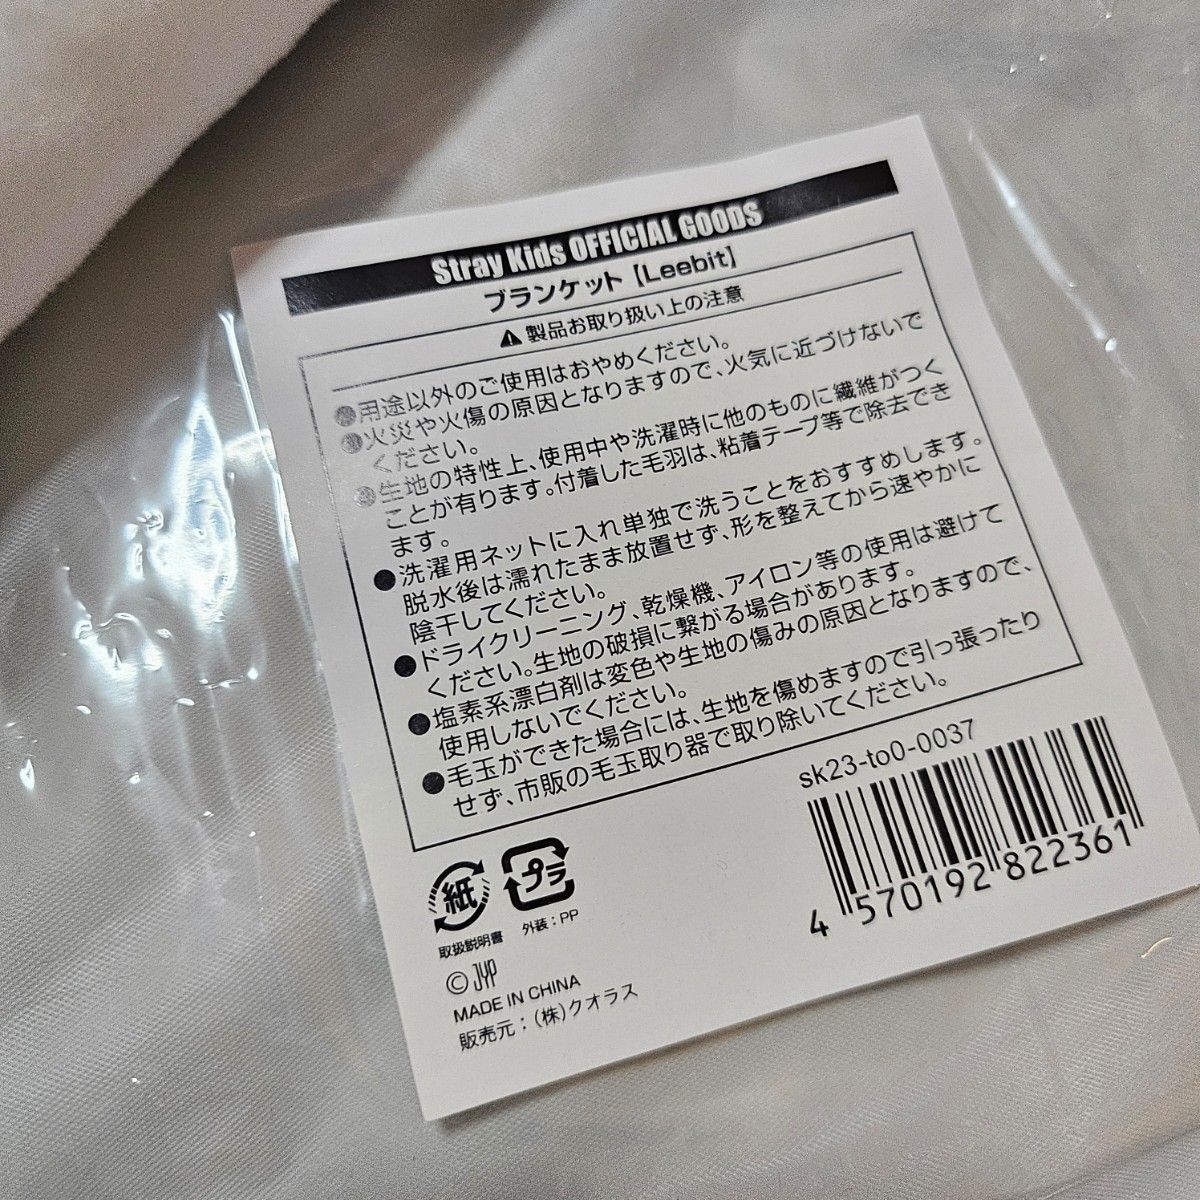 Stray Kids OFFICIAL GOODS
ブランケット【Leebit】
⚠製品お取り扱い上の注意
●用途以外のご使用はおやめください。
●火災や火傷の原因となりますので、火気に近づけないで
ください。
●生地の特性上、使用中や洗濯時に他のものに繊維がつく
ことが有ります。付着した毛羽は、粘着テープ等で除去でき
ます。
●洗濯用ネットに入れ単独で洗うことをおすすめします。
脱水後は濡れたまま放置せず、形を整えてから速やかに
陰干してください。
●ドライクリーニング、乾燥機、アイロン等の使用は避けて
ください。生地の破損に繋がる場合があります。
●塩素系漂白剤は変色や生地の傷みの原因となりますので、
使用しないでください。
●毛玉ができた場合には、生地を傷めますので引っ張ったり
せず、市販の毛玉取り器で取り除いてください。
sk23-to0-0037
4 570192 822361
紙
プラ
取扱説明書
外装：PP
© JYP
MADE IN CHINA
販売元：(株)クオラス